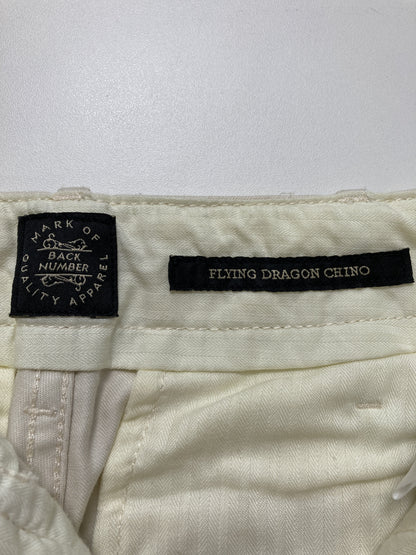 MARK OF
BACK
NUMBER
QUALITY APPAREL
FLYING DRAGON CHINO